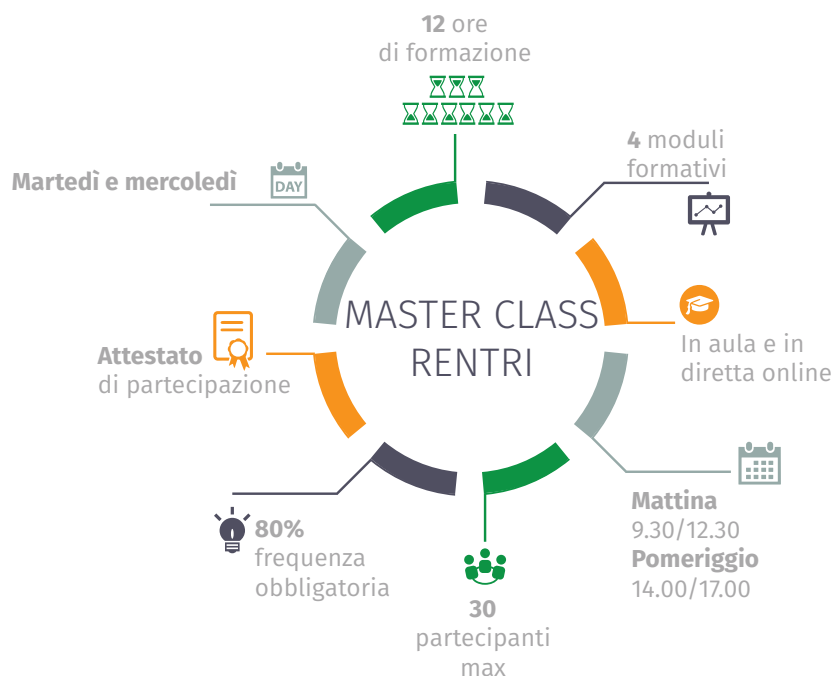 12 ore
di formazione
4 moduli
formativi
Martedì e mercoledì
DAY
MASTER CLASS
RENTRI
In aula e in
diretta online
Attestato
di partecipazione
Mattina
9.30/12.30
Pomeriggio
14.00/17.00
80%
frequenza
obbligatoria
30
partecipanti
max